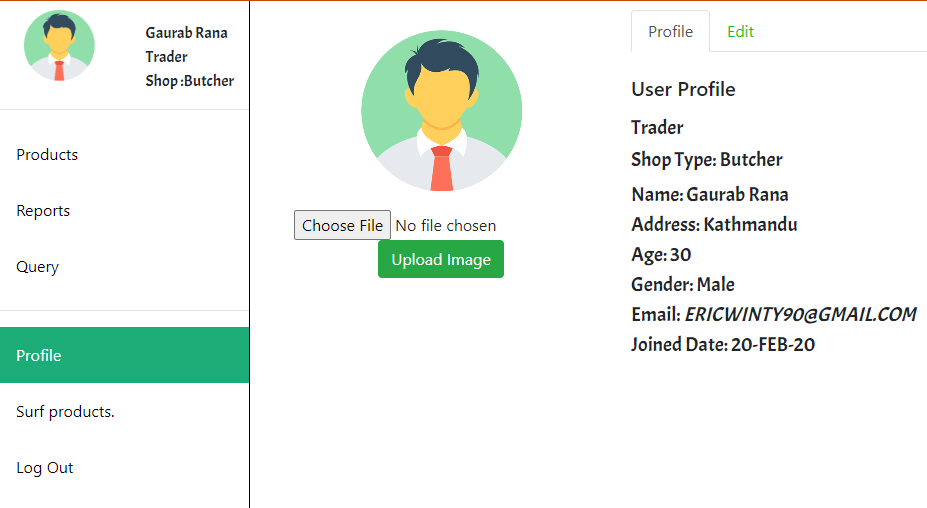 Gaurab Rana
Trader
Shop :Butcher
Products
Reports
Query
Profile
Surf products.
Log Out
Choose File No file chosen
Upload Image
Profile Edit
User Profile
Trader
Shop Type: Butcher
Name: Gaurab Rana
Address: Kathmandu
Age: 30
Gender: Male
Email: ERICWINTY90@GMAIL.COM
Joined Date: 20-FEB-20